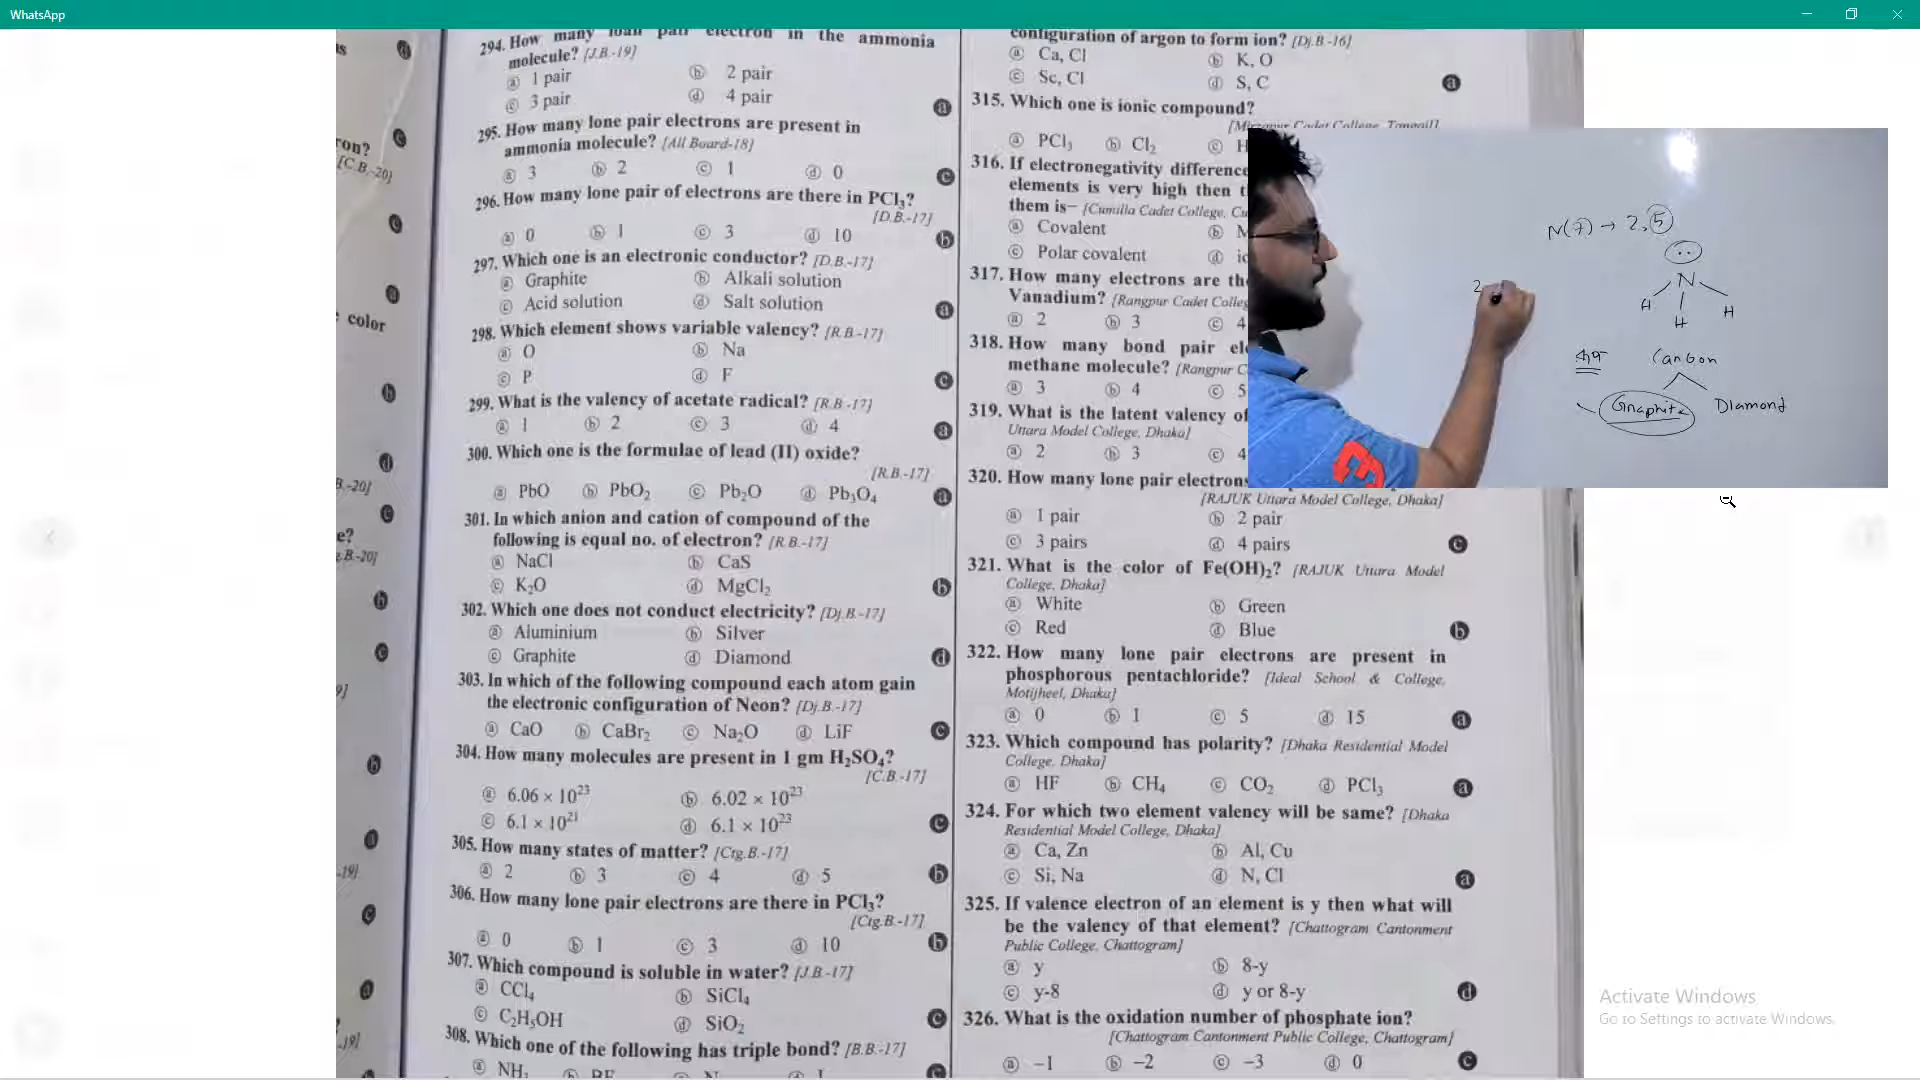 WhatsApp
294. How many loan pair electron in the ammonia
molecule? [J.B.-19]
ⓐ 1 pair ⓑ 2 pair
ⓒ 3 pair ⓓ 4 pair
a
295. How many lone pair electrons are present in
ammonia molecule? [All Board-18]
ⓐ 3 ⓑ 2 ⓒ 1 ⓓ 0
c
296. How many lone pair of electrons are there in PCl₃?
[D.B.-17]
ⓐ 0 ⓑ 1 ⓒ 3 ⓓ 10
b
297. Which one is an electronic conductor? [D.B.-17]
ⓐ Graphite ⓑ Alkali solution
ⓒ Acid solution ⓓ Salt solution
a
298. Which element shows variable valency? [R.B.-17]
ⓐ O ⓑ Na
ⓒ P ⓓ F
c
299. What is the valency of acetate radical? [R.B.-17]
ⓐ 1 ⓑ 2 ⓒ 3 ⓓ 4
a
300. Which one is the formulae of lead (II) oxide?
[R.B.-17]
ⓐ PbO ⓑ PbO₂ ⓒ Pb₂O ⓓ Pb₃O₄
a
301. In which anion and cation of compound of the
following is equal no. of electron? [R.B.-17]
ⓐ NaCl ⓑ CaS
ⓒ K₂O ⓓ MgCl₂
b
302. Which one does not conduct electricity? [Dj.B.-17]
ⓐ Aluminium ⓑ Silver
ⓒ Graphite ⓓ Diamond
d
303. In which of the following compound each atom gain
the electronic configuration of Neon? [Dj.B.-17]
ⓐ CaO ⓑ CaBr₂ ⓒ Na₂O ⓓ LiF
c
304. How many molecules are present in 1 gm H₂SO₄?
[C.B.-17]
ⓐ 6.06 × 10²³ ⓑ 6.02 × 10²³
ⓒ 6.1 × 10²¹ ⓓ 6.1 × 10²³
c
305. How many states of matter? [Ctg.B.-17]
ⓐ 2 ⓑ 3 ⓒ 4 ⓓ 5
b
306. How many lone pair electrons are there in PCl₃?
[Ctg.B.-17]
ⓐ 0 ⓑ 1 ⓒ 3 ⓓ 10
b
307. Which compound is soluble in water? [J.B.-17]
ⓐ CCl₄ ⓑ SiCl₄
ⓒ C₂H₅OH ⓓ SiO₂
c
308. Which one of the following has triple bond? [B.B.-17]
configuration of argon to form ion? [Dj.B.-16]
ⓐ Ca, Cl ⓑ K, O
ⓒ Sc, Cl ⓓ S, C
a
315. Which one is ionic compound?
ⓐ PCl₃ ⓑ Cl₂ ⓒ H
316. If electronegativity difference
elements is very high then
them is– [Cumilla Cadet College,
ⓐ Covalent ⓑ
ⓒ Polar covalent ⓓ
317. How many electrons are
Vanadium? [Rangpur Cadet
ⓐ 2 ⓑ 3 ⓒ 4
318. How many bond pair
methane molecule? [Rangpur
ⓐ 3 ⓑ 4 ⓒ 5
319. What is the latent valency of
Uttara Model College, Dhaka]
ⓐ 2 ⓑ 3 ⓒ 4
320. How many lone pair electrons
[RAJUK Uttara Model College, Dhaka]
ⓐ 1 pair ⓑ 2 pair
ⓒ 3 pairs ⓓ 4 pairs
c
321. What is the color of Fe(OH)₂? [RAJUK Uttara Model
College, Dhaka]
ⓐ White ⓑ Green
ⓒ Red ⓓ Blue
b
322. How many lone pair electrons are present in
phosphorous pentachloride? [Ideal School & College,
Motijheel, Dhaka]
ⓐ 0 ⓑ 1 ⓒ 5 ⓓ 15
a
323. Which compound has polarity? [Dhaka Residential Model
College, Dhaka]
ⓐ HF ⓑ CH₄ ⓒ CO₂ ⓓ PCl₃
a
324. For which two element valency will be same? [Dhaka
Residential Model College, Dhaka]
ⓐ Ca, Zn ⓑ Al, Cu
ⓒ Si, Na ⓓ N, Cl
a
325. If valence electron of an element is y then what will
be the valency of that element? [Chattogram Cantonment
Public College, Chattogram]
ⓐ y ⓑ 8-y
ⓒ y-8 ⓓ y or 8-y
d
326. What is the oxidation number of phosphate ion?
[Chattogram Cantonment Public College, Chattogram]
ⓐ −1 ⓑ −2 ⓒ −3 ⓓ 0
c
N(7) → 2, 5
N
H H H
Carbon
Graphite Diamond
Activate Windows
Go to Settings to activate Windows.